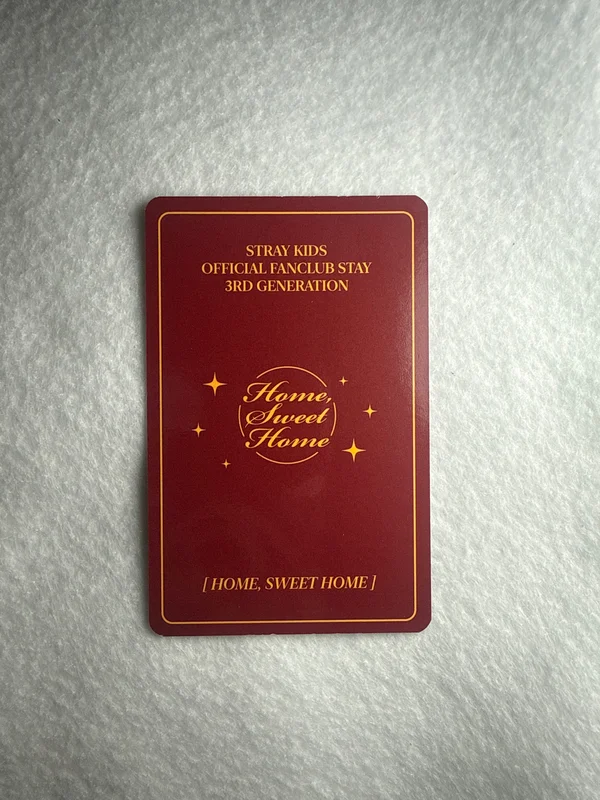 STRAY KIDS
OFFICIAL FANCLUB STAY
3RD GENERATION
Home,
Sweet
Home
[ HOME, SWEET HOME ]